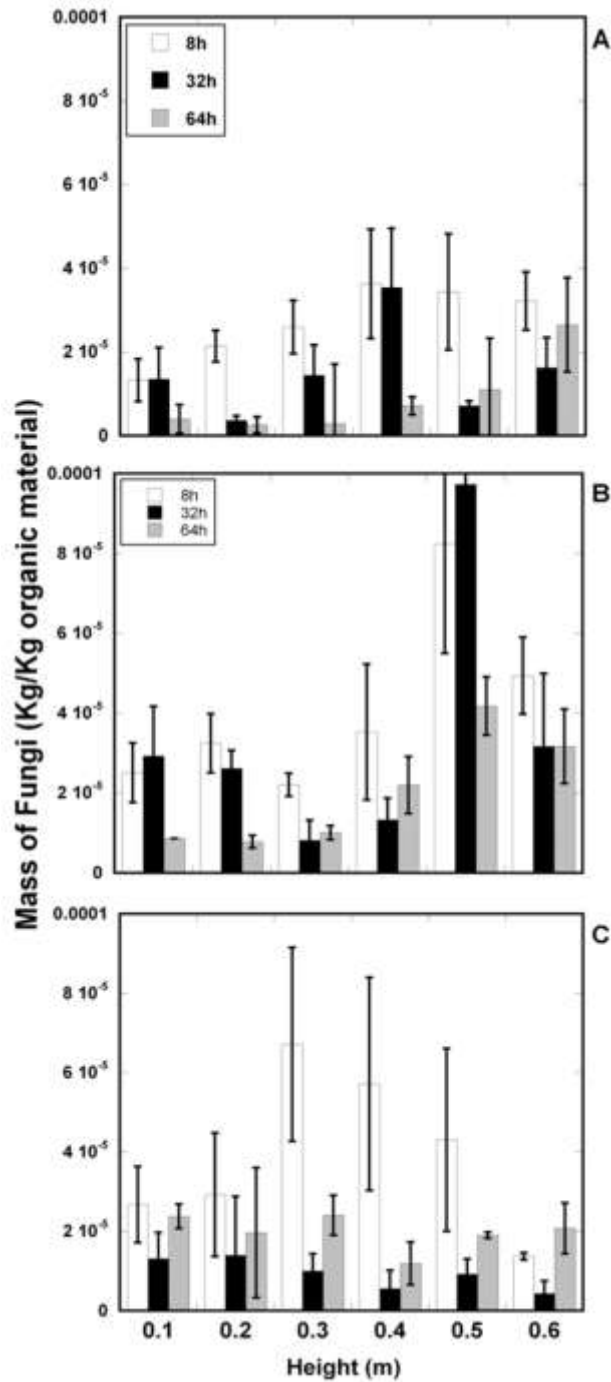 Mass of Fungi (Kg/Kg organic material)
0.0001
A
8h
32h
64h
8 10⁻⁵
6 10⁻⁵
4 10⁻⁵
2 10⁻⁵
0
0.0001
B
8h
32h
64h
8 10⁻⁵
6 10⁻⁵
4 10⁻⁵
2 10⁻⁵
0
0.0001
C
8 10⁻⁵
6 10⁻⁵
4 10⁻⁵
2 10⁻⁵
0
0.1 0.2 0.3 0.4 0.5 0.6
Height (m)